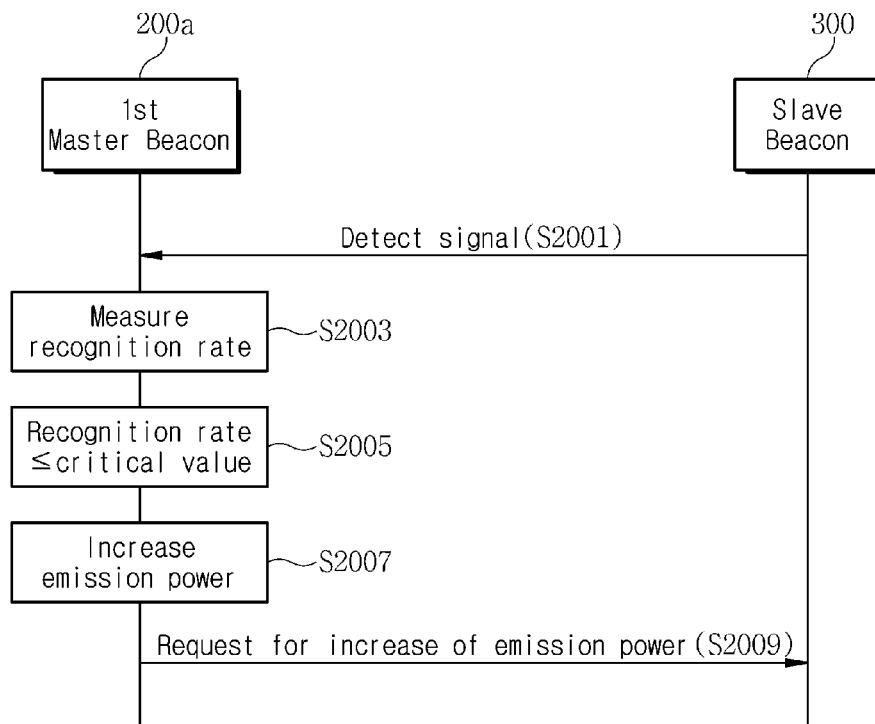 200a
300
1st
Master Beacon
Slave
Beacon
Detect signal(S2001)
Measure
recognition rate
S2003
Recognition rate
≦critical value
S2005
Increase
emission power
S2007
Request for increase of emission power(S2009)